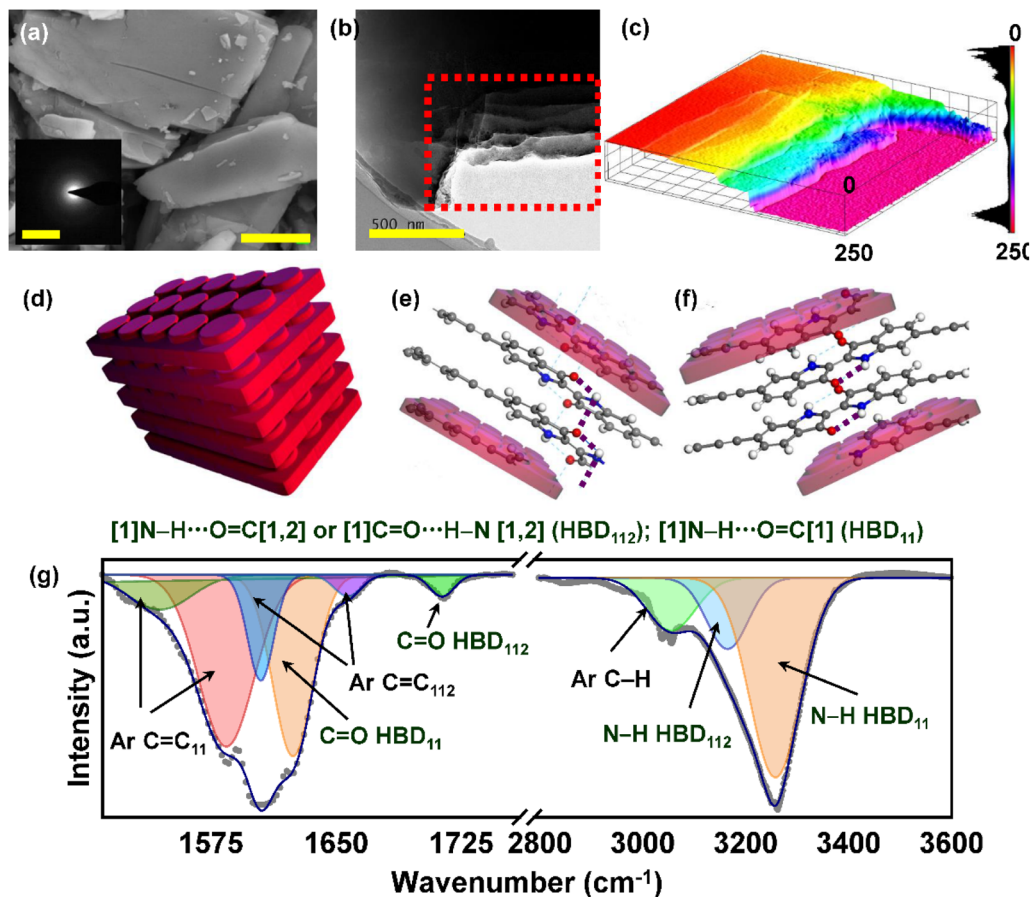 (a)
(b)
500 nm
(c)
0
0
250
250
(d)
(e)
(f)
[1]N–H···O=C[1,2] or [1]C=O···H–N [1,2] (HBD₁₁₂); [1]N–H···O=C[1] (HBD₁₁)
(g)
Intensity (a.u.)
Ar C=C₁₁
C=O HBD₁₁
Ar C=C₁₁₂
C=O HBD₁₁₂
Ar C–H
N–H HBD₁₁₂
N–H HBD₁₁
1575 1650 1725 2800 3000 3200 3400 3600
Wavenumber (cm⁻¹)